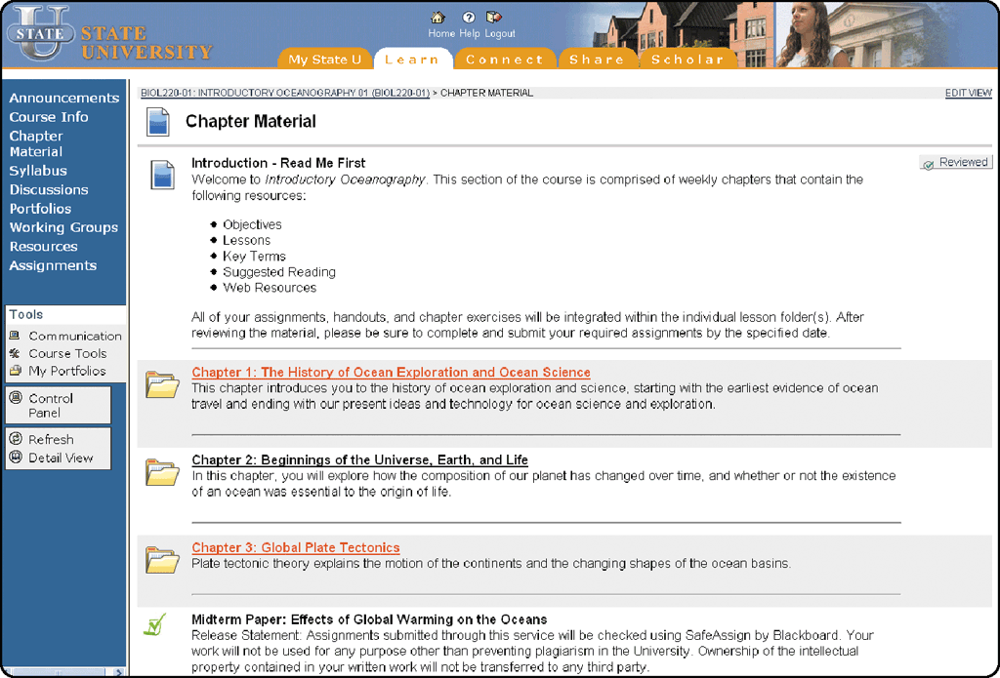 STATE
STATE
UNIVERSITY
Home Help Logout
My State U Learn Connect Share Scholar
BIOL220-01: INTRODUCTORY OCEANOGRAPHY 01 (BIOL220-01) > CHAPTER MATERIAL
EDIT VIEW
Announcements
Course Info
Chapter
Material
Syllabus
Discussions
Portfolios
Working Groups
Resources
Assignments
Tools
Communication
Course Tools
My Portfolios
Control
Panel
Refresh
Detail View
Chapter Material
Introduction - Read Me First
Reviewed
Welcome to Introductory Oceanography. This section of the course is comprised of weekly chapters that contain the
following resources:
Objectives
Lessons
Key Terms
Suggested Reading
Web Resources
All of your assignments, handouts, and chapter exercises will be integrated within the individual lesson folder(s). After
reviewing the material, please be sure to complete and submit your required assignments by the specified date.
Chapter 1: The History of Ocean Exploration and Ocean Science
This chapter introduces you to the history of ocean exploration and science, starting with the earliest evidence of ocean
travel and ending with our present ideas and technology for ocean science and exploration.
Chapter 2: Beginnings of the Universe, Earth, and Life
In this chapter, you will explore how the composition of our planet has changed over time, and whether or not the existence
of an ocean was essential to the origin of life.
Chapter 3: Global Plate Tectonics
Plate tectonic theory explains the motion of the continents and the changing shapes of the ocean basins.
Midterm Paper: Effects of Global Warming on the Oceans
Release Statement: Assignments submitted through this service will be checked using SafeAssign by Blackboard. Your
work will not be used for any purpose other than preventing plagiarism in the University. Ownership of the intellectual
property contained in your written work will not be transferred to any third party.